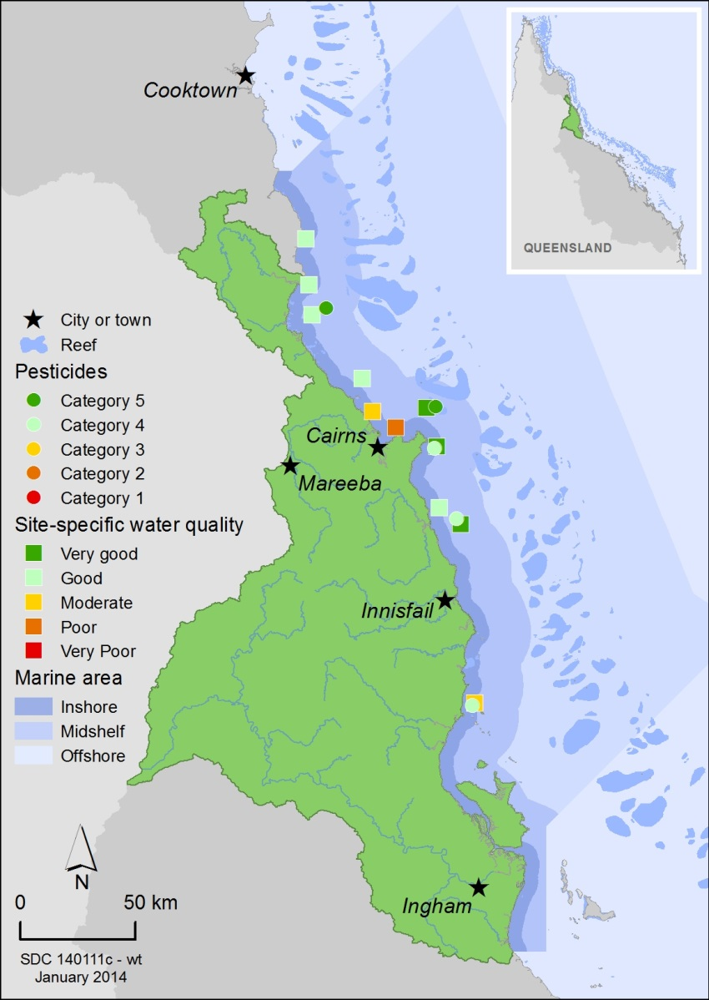 Cooktown
QUEENSLAND
City or town
Reef
Pesticides
Category 5
Category 4
Category 3
Category 2
Category 1
Site-specific water quality
Very good
Good
Moderate
Poor
Very Poor
Marine area
Inshore
Midshelf
Offshore
Cairns
Mareeba
Innisfail
Ingham
N
0 50 km
SDC 140111c - wt
January 2014